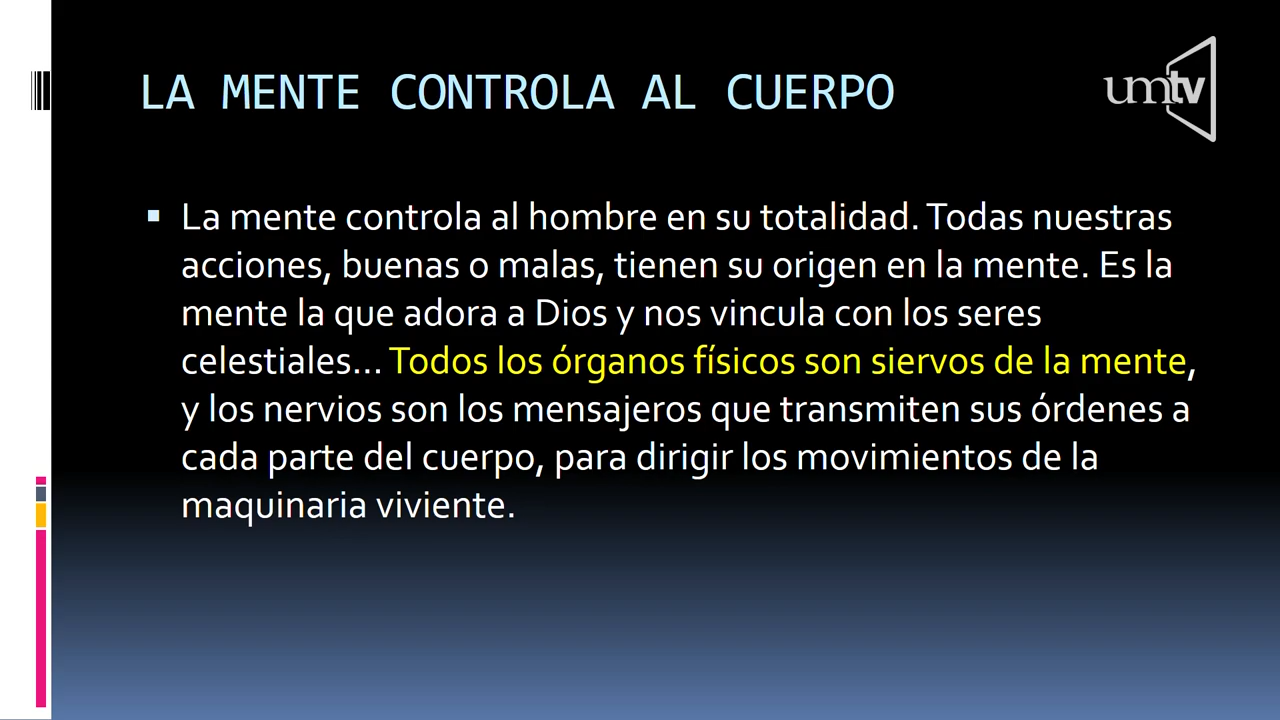 LA MENTE CONTROLA AL CUERPO
umtv
La mente controla al hombre en su totalidad. Todas nuestras
acciones, buenas o malas, tienen su origen en la mente. Es la
mente la que adora a Dios y nos vincula con los seres
celestiales... Todos los órganos físicos son siervos de la mente,
y los nervios son los mensajeros que transmiten sus órdenes a
cada parte del cuerpo, para dirigir los movimientos de la
maquinaria viviente.